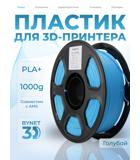 ПЛАСТИК
ДЛЯ 3D-ПРИНТЕРА
PLA+
1000g
Совместим
с AMS
BYNET
3D
Голубой